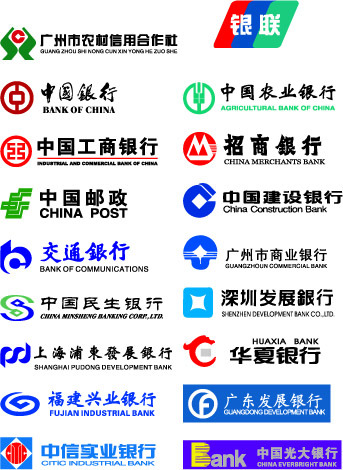 广州市农村信用合作社
GUANG ZHOU SHI NONG CUN XIN YONG HE ZUO SHE
银联
中国銀行
BANK OF CHINA
中国农业银行
AGRICULTURAL BANK OF CHINA
中国工商银行
INDUSTRIAL AND COMMERCIAL BANK OF CHINA
招商銀行
CHINA MERCHANTS BANK
中国邮政
CHINA POST
中国建设银行
China Construction Bank
交通銀行
BANK OF COMMUNICATIONS
广州市商业银行
GUANGZHOUN COMMERCIAL BANK
中国民生银行
CHINA MINSHENG BANKING CORP.,LTD.
深圳发展銀行
SHENZHEN DEVELOPMENT BANK CO.,LTD.
上海浦東發展銀行
SHANGHAI PUDONG DEVELOPMENT BANK
HUAXIA BANK
华夏银行
福建兴业银行
FUJIAN INDUSTRIAL BANK
广东发展银行
GUANGDONG DEVELOPMENT BANK
CITIC
中信实业银行
CITIC INDUSTRIAL BANK
Bank
中国光大银行
CHINA EVERBRIGHT BANK